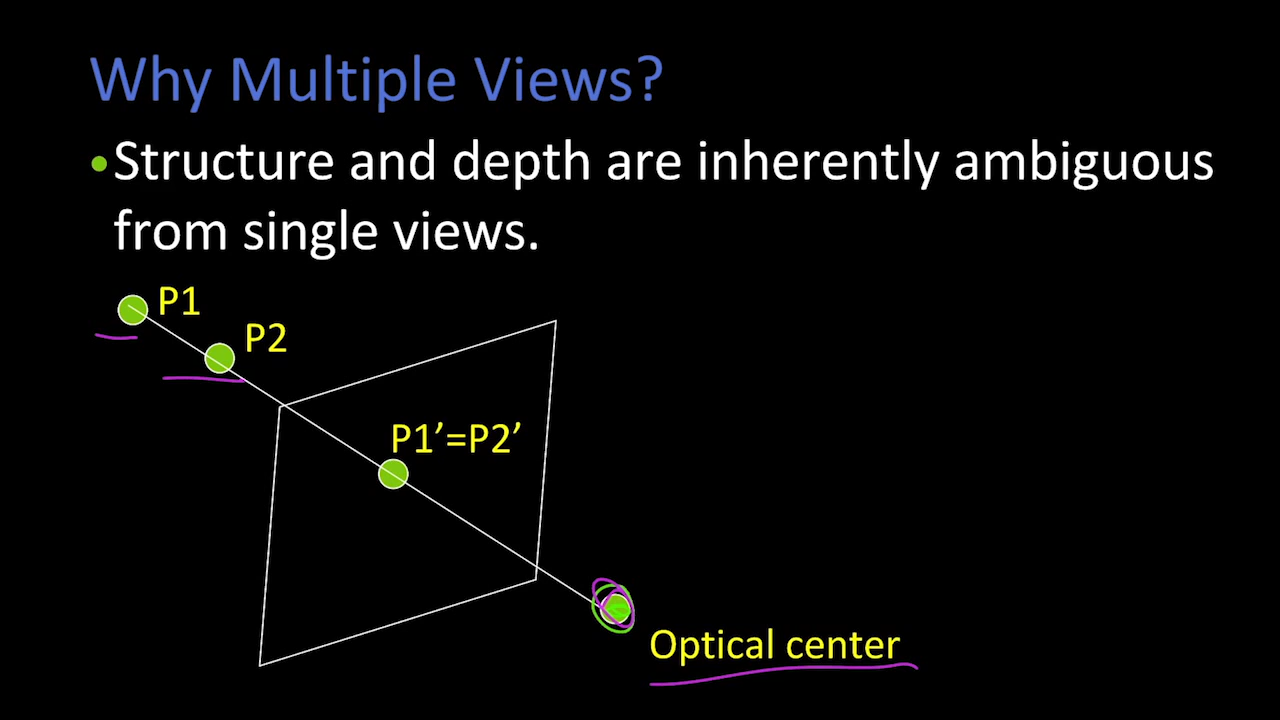 Why Multiple Views?
•Structure and depth are inherently ambiguous
from single views.
P1
P2
P1’=P2’
Optical center